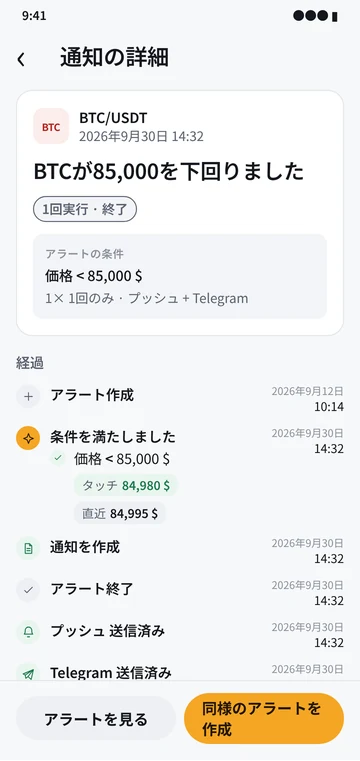 9:41
通知の詳細
BTC
BTC/USDT
2026年9月30日 14:32
BTCが85,000を下回りました
1回実行 · 終了
アラートの条件
価格 < 85,000 $
1× 1回のみ · プッシュ + Telegram
経過
アラート作成
2026年9月12日
10:14
条件を満たしました
2026年9月30日
14:32
価格 < 85,000 $
タッチ 84,980 $
直近 84,995 $
通知を作成
2026年9月30日
14:32
アラート終了
2026年9月30日
14:32
プッシュ 送信済み
2026年9月30日
14:32
Telegram 送信済み
2026年9月30日
アラートを見る
同様のアラートを
作成